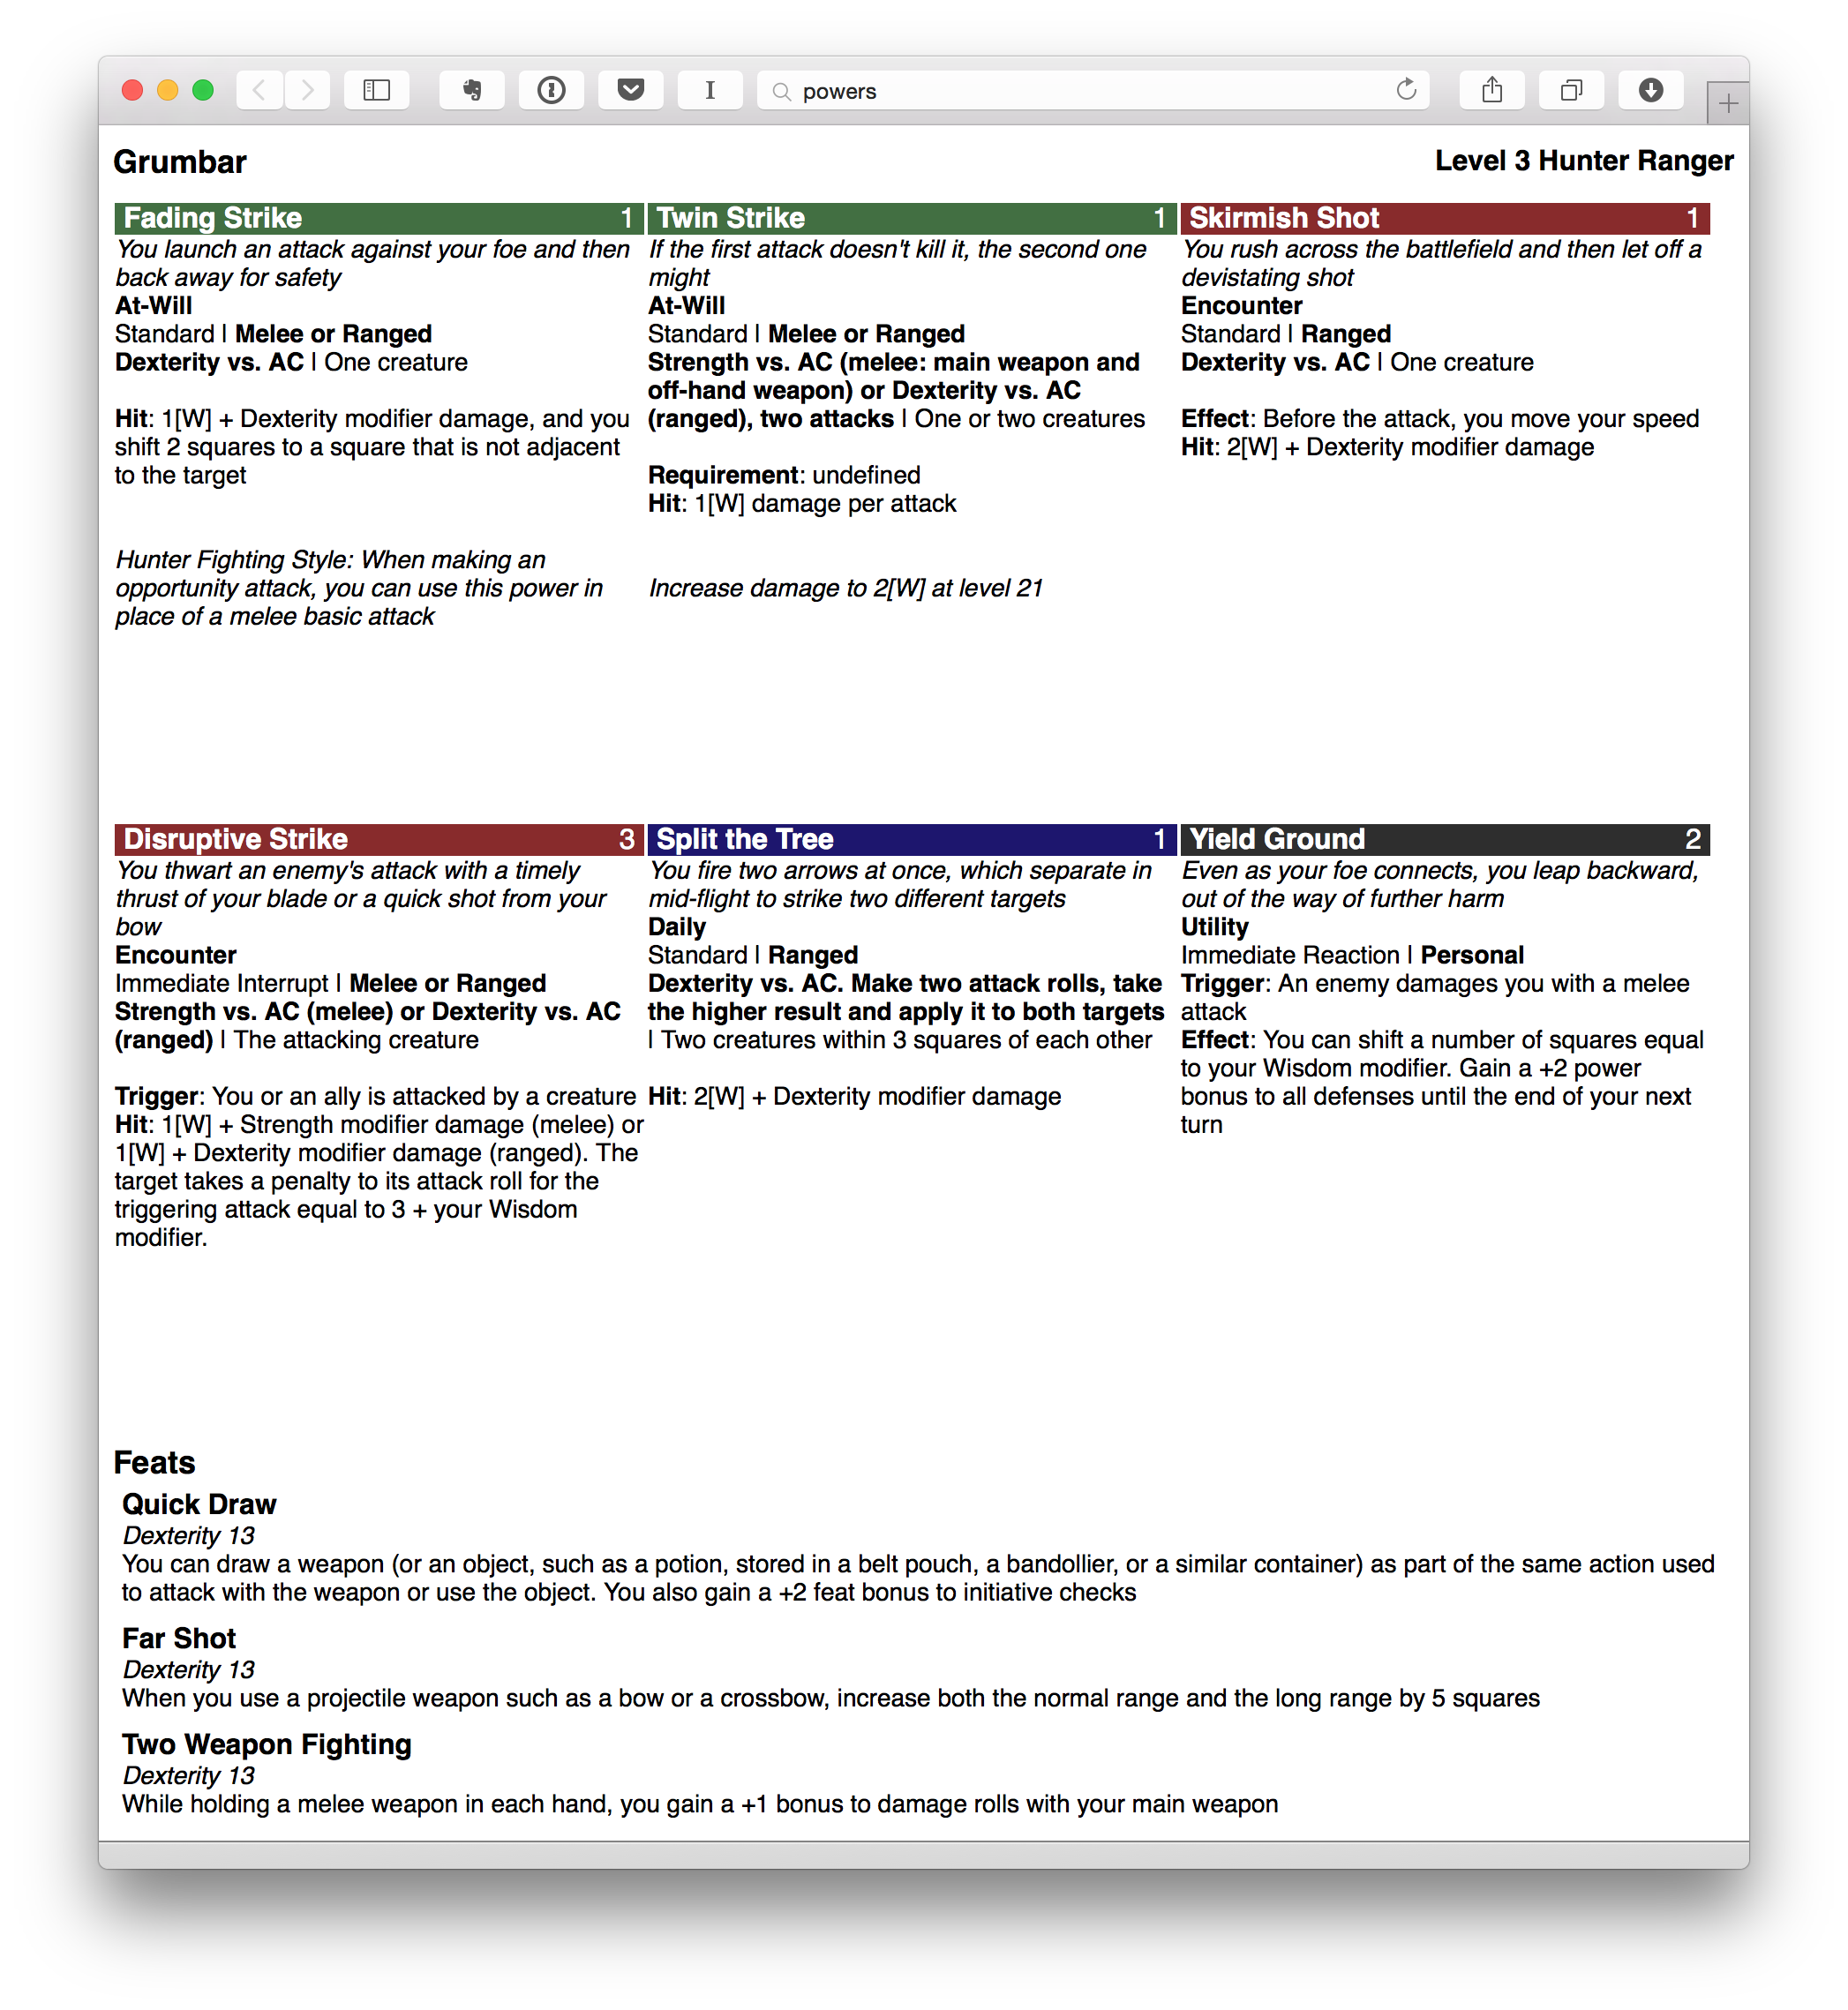 powers
Grumbar
Level 3 Hunter Ranger
Fading Strike 1
You launch an attack against your foe and then
back away for safety
At-Will
Standard | Melee or Ranged
Dexterity vs. AC | One creature
Hit: 1[W] + Dexterity modifier damage, and you
shift 2 squares to a square that is not adjacent
to the target
Hunter Fighting Style: When making an
opportunity attack, you can use this power in
place of a melee basic attack
Twin Strike 1
If the first attack doesn't kill it, the second one
might
At-Will
Standard | Melee or Ranged
Strength vs. AC (melee: main weapon and
off-hand weapon) or Dexterity vs. AC
(ranged), two attacks | One or two creatures
Requirement: undefined
Hit: 1[W] damage per attack
Increase damage to 2[W] at level 21
Skirmish Shot 1
You rush across the battlefield and then let off a
devistating shot
Encounter
Standard | Ranged
Dexterity vs. AC | One creature
Effect: Before the attack, you move your speed
Hit: 2[W] + Dexterity modifier damage
Disruptive Strike 3
You thwart an enemy's attack with a timely
thrust of your blade or a quick shot from your
bow
Encounter
Immediate Interrupt | Melee or Ranged
Strength vs. AC (melee) or Dexterity vs. AC
(ranged) | The attacking creature
Trigger: You or an ally is attacked by a creature
Hit: 1[W] + Strength modifier damage (melee) or
1[W] + Dexterity modifier damage (ranged). The
target takes a penalty to its attack roll for the
triggering attack equal to 3 + your Wisdom
modifier.
Split the Tree 1
You fire two arrows at once, which separate in
mid-flight to strike two different targets
Daily
Standard | Ranged
Dexterity vs. AC. Make two attack rolls, take
the higher result and apply it to both targets
| Two creatures within 3 squares of each other
Hit: 2[W] + Dexterity modifier damage
Yield Ground 2
Even as your foe connects, you leap backward,
out of the way of further harm
Utility
Immediate Reaction | Personal
Trigger: An enemy damages you with a melee
attack
Effect: You can shift a number of squares equal
to your Wisdom modifier. Gain a +2 power
bonus to all defenses until the end of your next
turn
Feats
Quick Draw
Dexterity 13
You can draw a weapon (or an object, such as a potion, stored in a belt pouch, a bandollier, or a similar container) as part of the same action used
to attack with the weapon or use the object. You also gain a +2 feat bonus to initiative checks
Far Shot
Dexterity 13
When you use a projectile weapon such as a bow or a crossbow, increase both the normal range and the long range by 5 squares
Two Weapon Fighting
Dexterity 13
While holding a melee weapon in each hand, you gain a +1 bonus to damage rolls with your main weapon